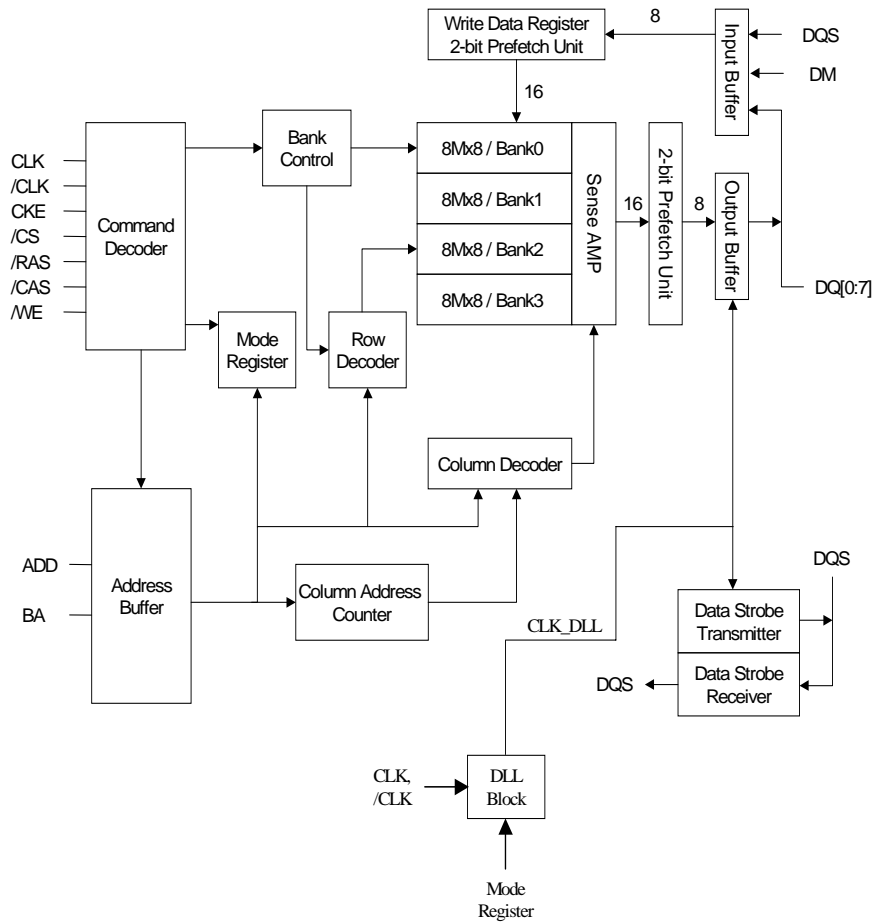 Write Data Register
2-bit Prefetch Unit
8
Input Buffer
DQS
DM
16
Bank
Control
8Mx8 / Bank0
8Mx8 / Bank1
8Mx8 / Bank2
8Mx8 / Bank3
Sense AMP
16
2-bit Prefetch Unit
8
Output Buffer
DQ[0:7]
CLK
/CLK
CKE
/CS
/RAS
/CAS
/WE
Command
Decoder
Mode
Register
Row
Decoder
Column Decoder
ADD
BA
Address
Buffer
Column Address
Counter
CLK_DLL
DQS
Data Strobe
Transmitter
Data Strobe
Receiver
DQS
CLK,
/CLK
DLL
Block
Mode
Register